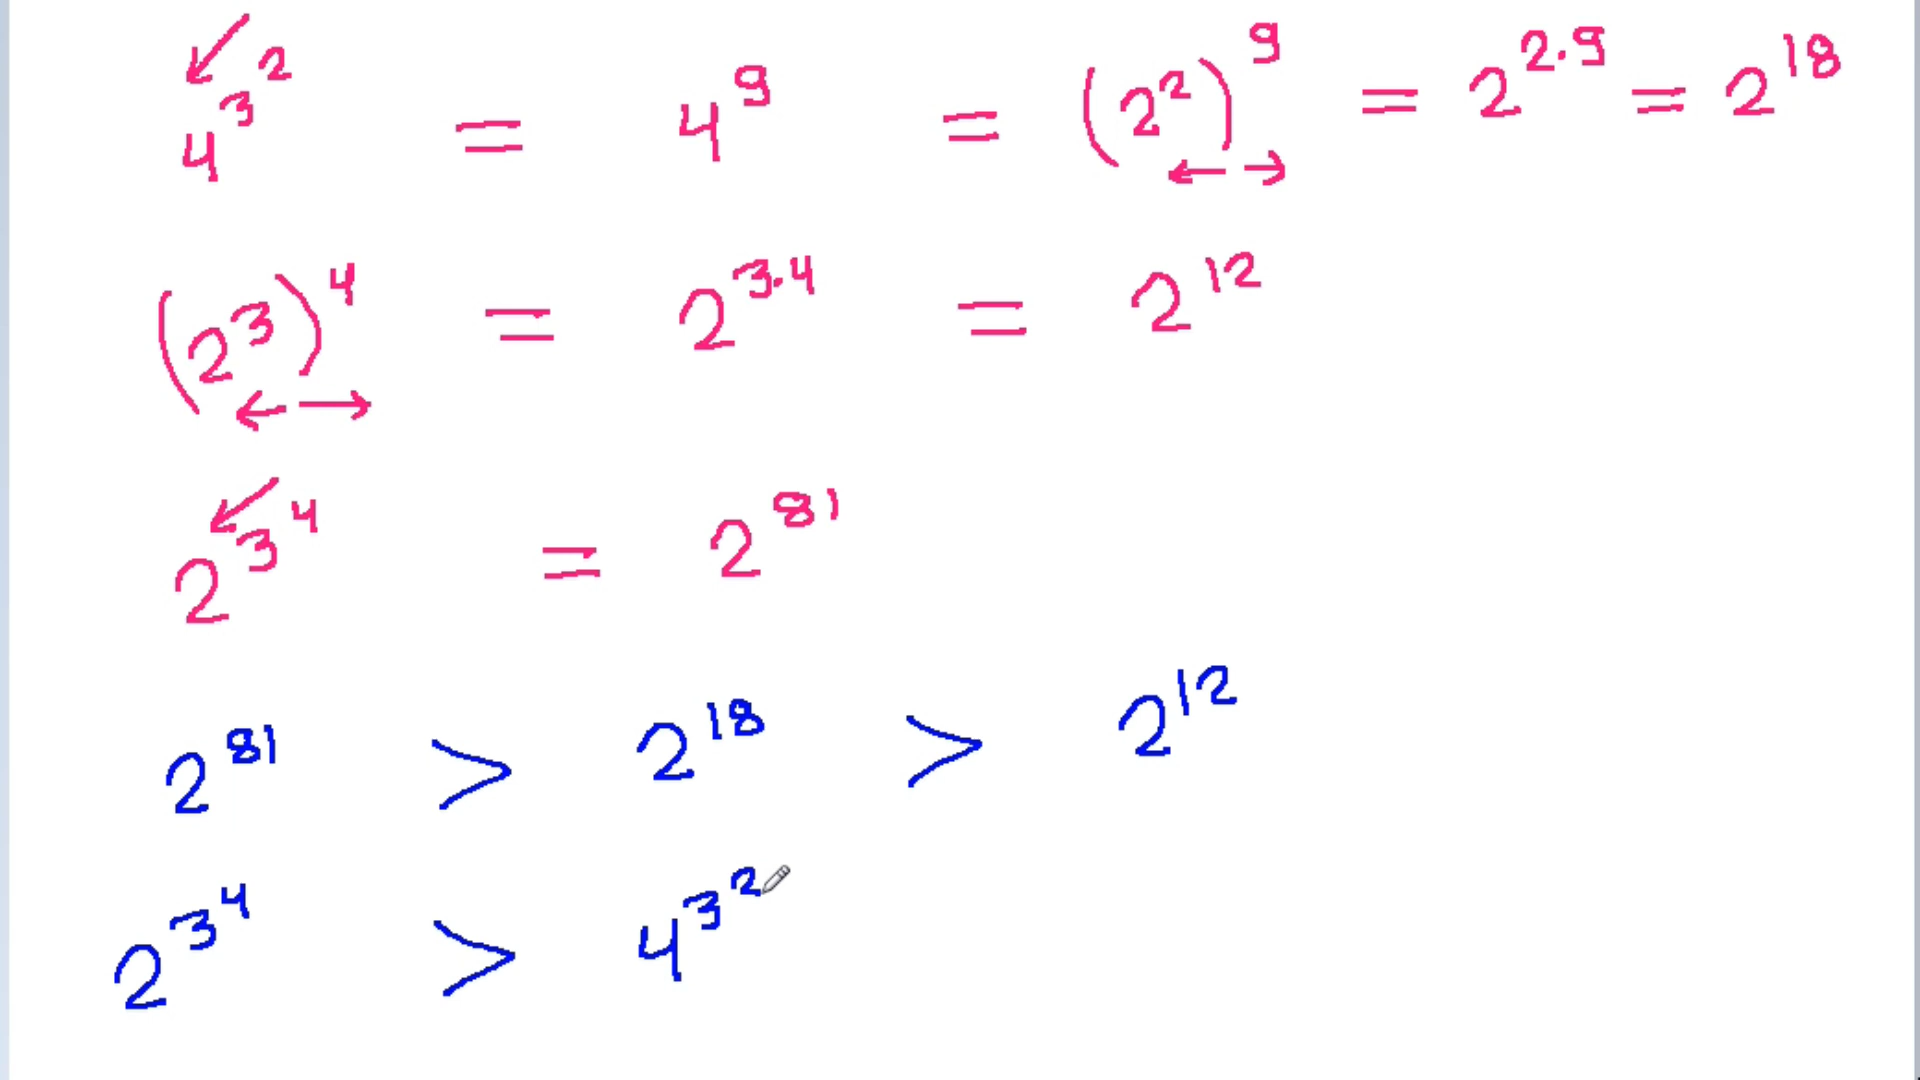 4^3^2 = 4^9 = (2^2)^9 = 2^2·9 = 2^18
(2^3)^4 = 2^3·4 = 2^12
2^3^4 = 2^81
2^81 > 2^18 > 2^12
2^3^4 > 4^3^2